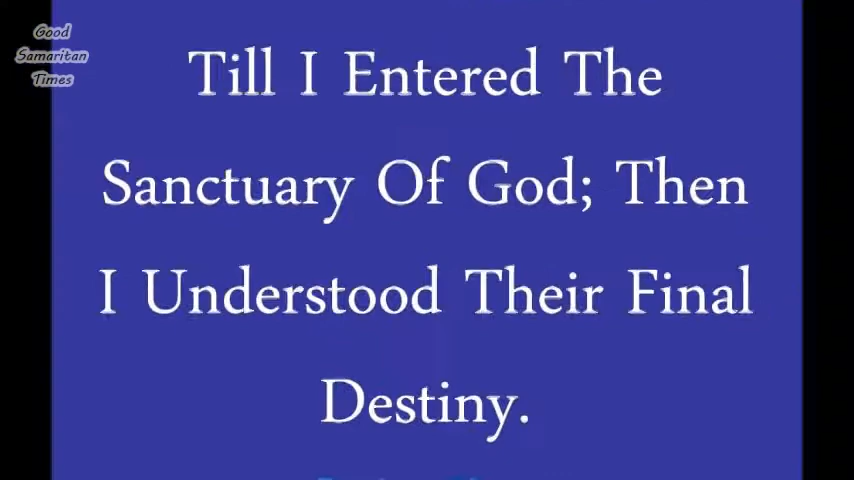 Good
Samaritan
Times
Till I Entered The
Sanctuary Of God; Then
I Understood Their Final
Destiny.